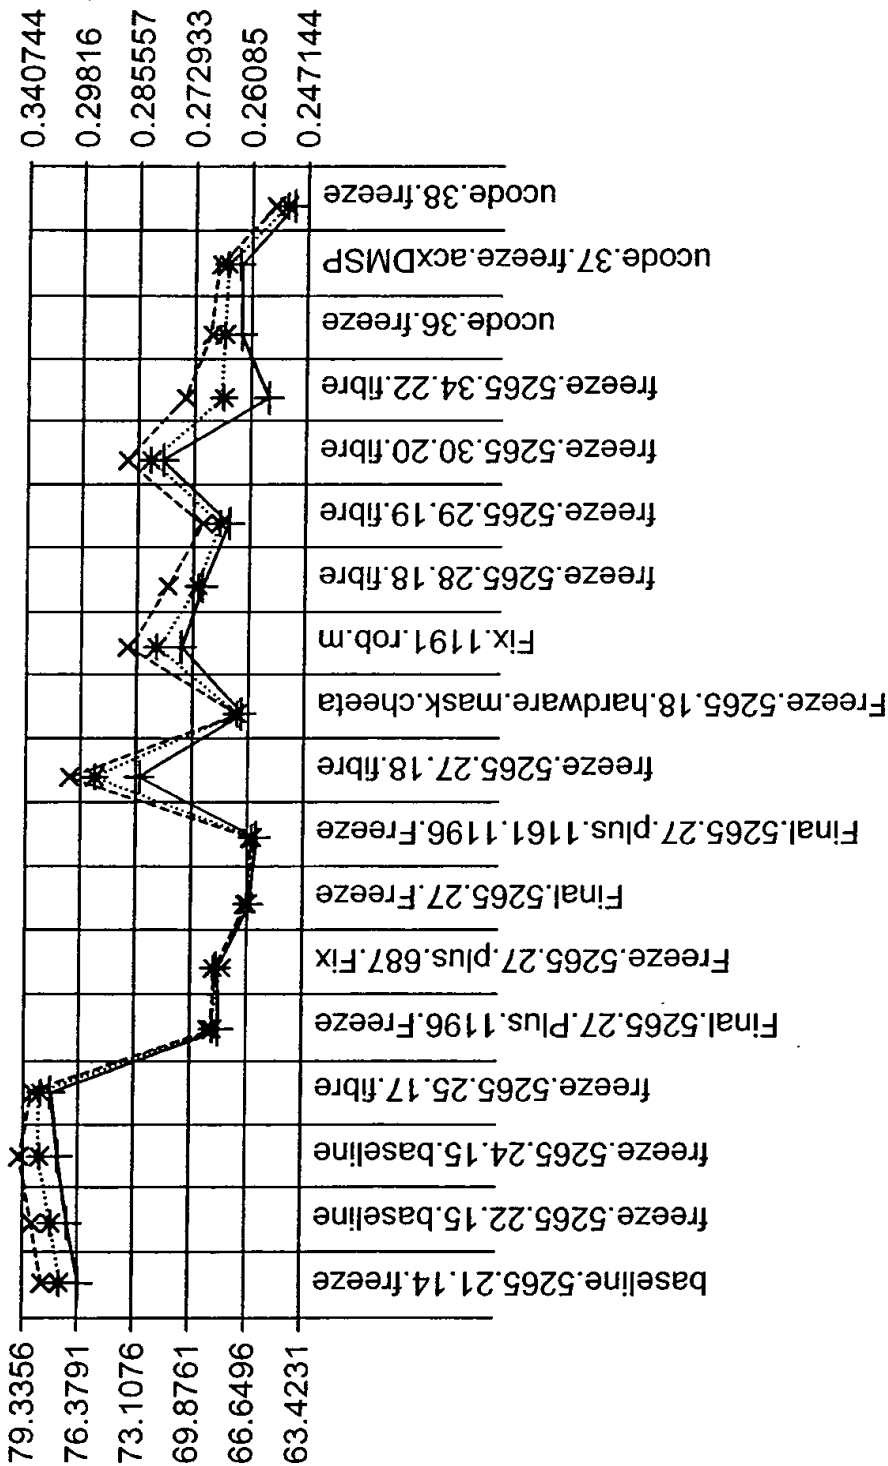 0.340744
0.29816
0.285557
0.272933
0.26085
0.247144
ucode.38.freeze
ucode.37.freeze.acxDMSP
ucode.36.freeze
freeze.5265.34.22.fibre
freeze.5265.30.20.fibre
freeze.5265.29.19.fibre
freeze.5265.28.18.fibre
Fix.1191.rob.m
Freeze.5265.18.hardware.mask.cheeta
freeze.5265.27.18.fibre
Final.5265.27.plus.1161.1196.Freeze
Final.5265.27.Freeze
Freeze.5265.27.plus.687.Fix
Final.5265.27.Plus.1196.Freeze
freeze.5265.25.17.fibre
freeze.5265.24.15.baseline
freeze.5265.22.15.baseline
baseline.5265.21.14.freeze
79.3356
76.3791
73.1076
69.8761
66.6496
63.4231